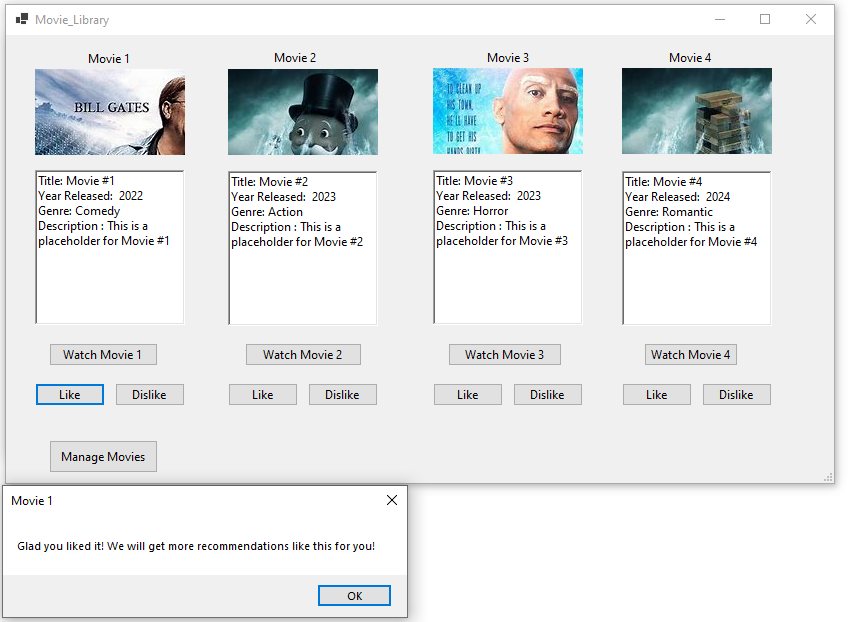 Movie_Library
Movie 1
Movie 2
Movie 3
Movie 4
BILL GATES
TO CLEAN UP
HIS TOWN,
HE'LL HAVE
TO GET HIS
HANDS DIRTY
Title: Movie #1
Year Released:  2022
Genre: Comedy
Description : This is a
placeholder for Movie #1
Title: Movie #2
Year Released:  2023
Genre: Action
Description : This is a
placeholder for Movie #2
Title: Movie #3
Year Released:  2023
Genre: Horror
Description : This is a
placeholder for Movie #3
Title: Movie #4
Year Released:  2024
Genre: Romantic
Description : This is a
placeholder for Movie #4
Watch Movie 1
Watch Movie 2
Watch Movie 3
Watch Movie 4
Like
Dislike
Like
Dislike
Like
Dislike
Like
Dislike
Manage Movies
Movie 1
Glad you liked it! We will get more recommendations like this for you!
OK